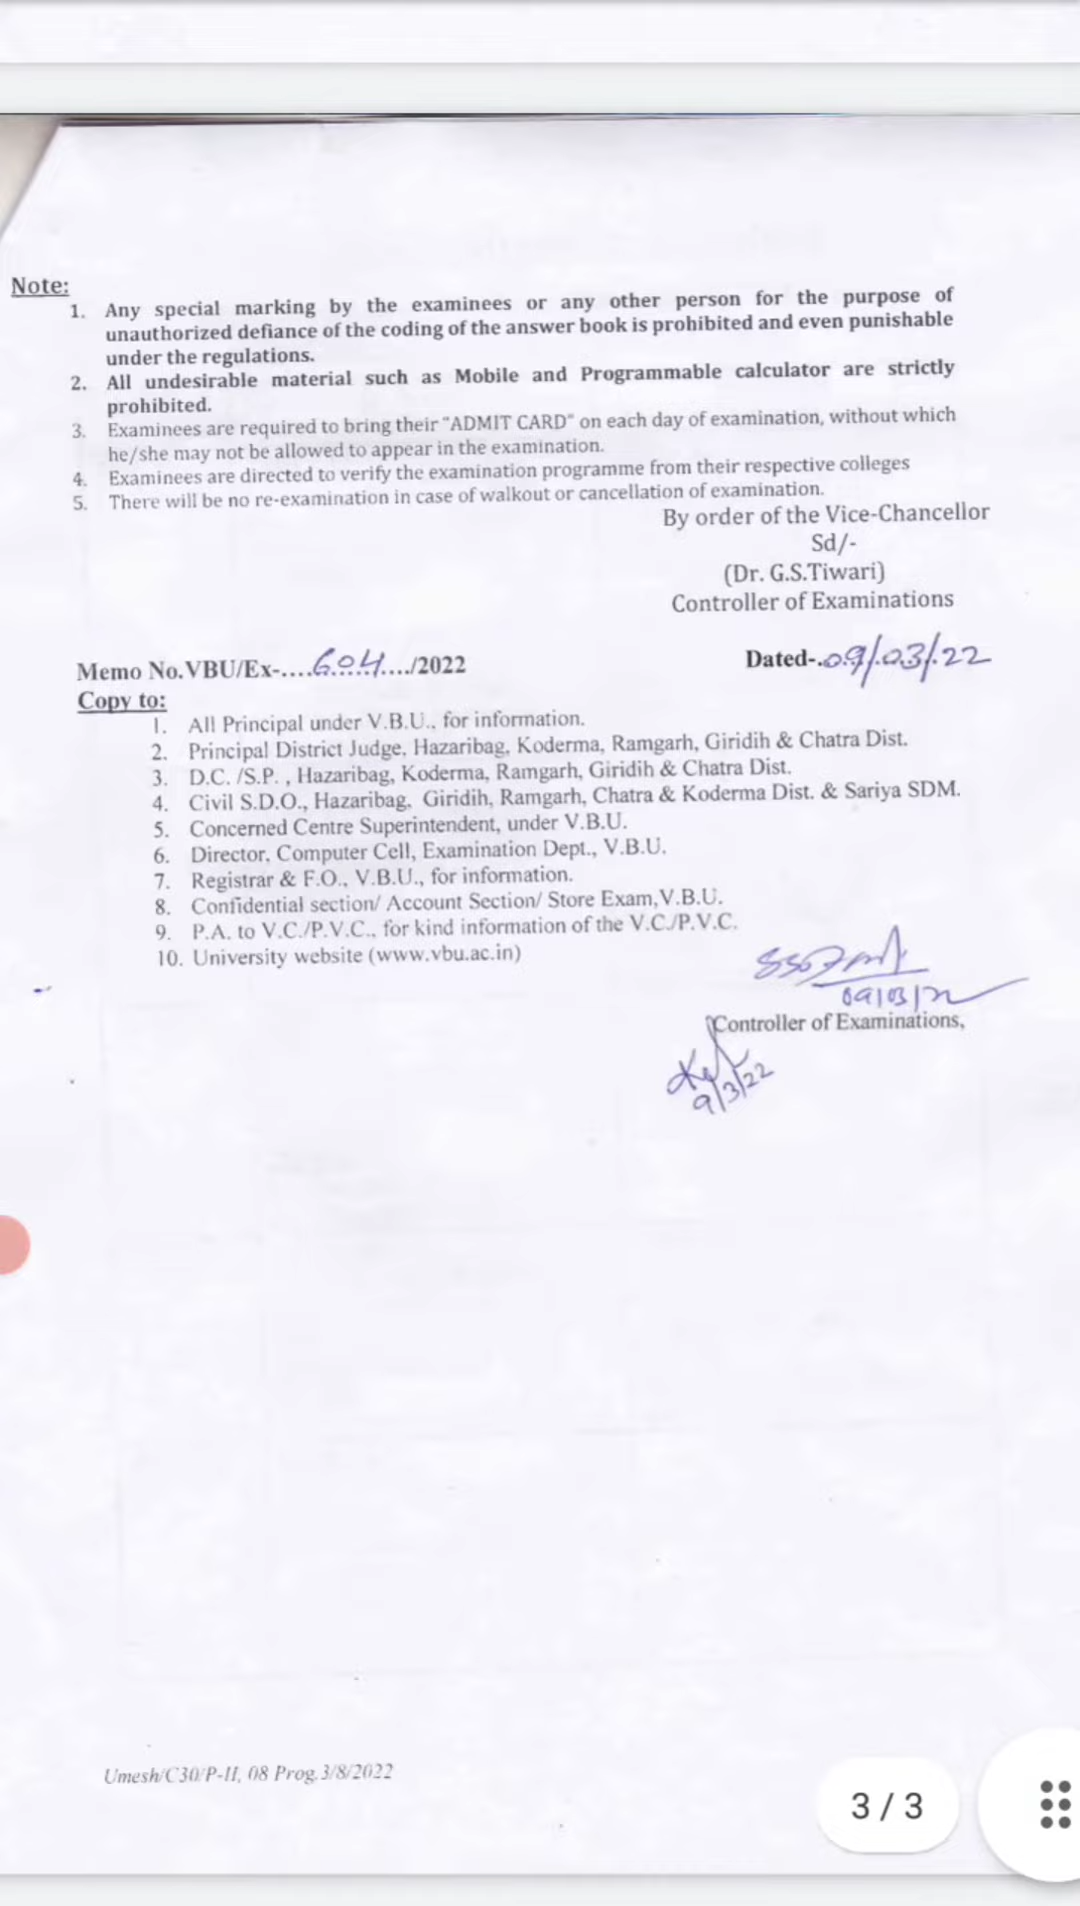 Note:
1. Any special marking by the examinees or any other person for the purpose of
unauthorized defiance of the coding of the answer book is prohibited and even punishable
under the regulations.
2. All undesirable material such as Mobile and Programmable calculator are strictly
prohibited.
3. Examinees are required to bring their "ADMIT CARD" on each day of examination, without which
he/she may not be allowed to appear in the examination.
4. Examinees are directed to verify the examination programme from their respective colleges
5. There will be no re-examination in case of walkout or cancellation of examination.
By order of the Vice-Chancellor
Sd/-
(Dr. G.S.Tiwari)
Controller of Examinations
Memo No.VBU/Ex-....604..../2022 Dated-.09/.03/.22
Copy to:
1. All Principal under V.B.U., for information.
2. Principal District Judge, Hazaribag, Koderma, Ramgarh, Giridih & Chatra Dist.
3. D.C. /S.P. , Hazaribag, Koderma, Ramgarh, Giridih & Chatra Dist.
4. Civil S.D.O., Hazaribag, Giridih, Ramgarh, Chatra & Koderma Dist. & Sariya SDM.
5. Concerned Centre Superintendent, under V.B.U.
6. Director, Computer Cell, Examination Dept., V.B.U.
7. Registrar & F.O., V.B.U., for information.
8. Confidential section/ Account Section/ Store Exam,V.B.U.
9. P.A. to V.C./P.V.C., for kind information of the V.C./P.V.C.
10. University website (www.vbu.ac.in)
09/03/22
Controller of Examinations,
9/3/22
Umesh/C30/P-II, 08 Prog.3/8/2022
3 / 3